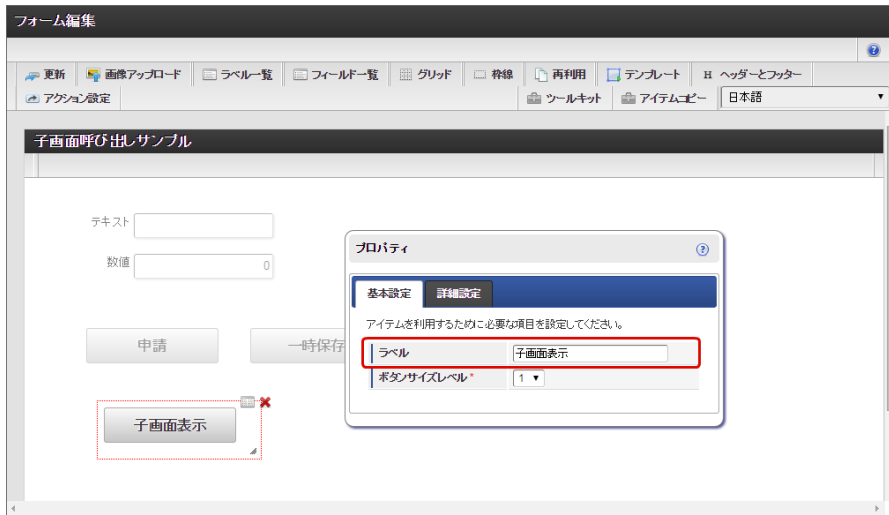 フォーム編集
更新 画像アップロード ラベル一覧 フィールド一覧 グリッド 枠線 再利用 テンプレート H ヘッダーとフッター
アクション設定 ツールキット アイテムコピー 日本語
子画面呼び出しサンプル
テキスト
数値 0
プロパティ
基本設定 詳細設定
アイテムを利用するために必要な項目を設定してください。
ラベル 子画面表示
ボタンサイズレベル* 1
申請 一時保存
子画面表示